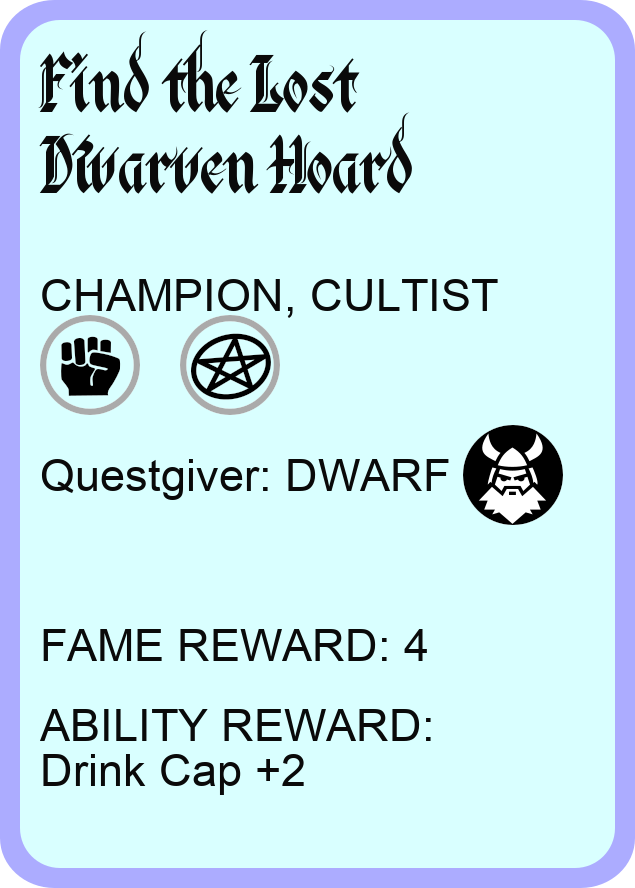 Find the Lost
Dwarven Hoard
CHAMPION, CULTIST
Questgiver: DWARF
FAME REWARD: 4
ABILITY REWARD:
Drink Cap +2